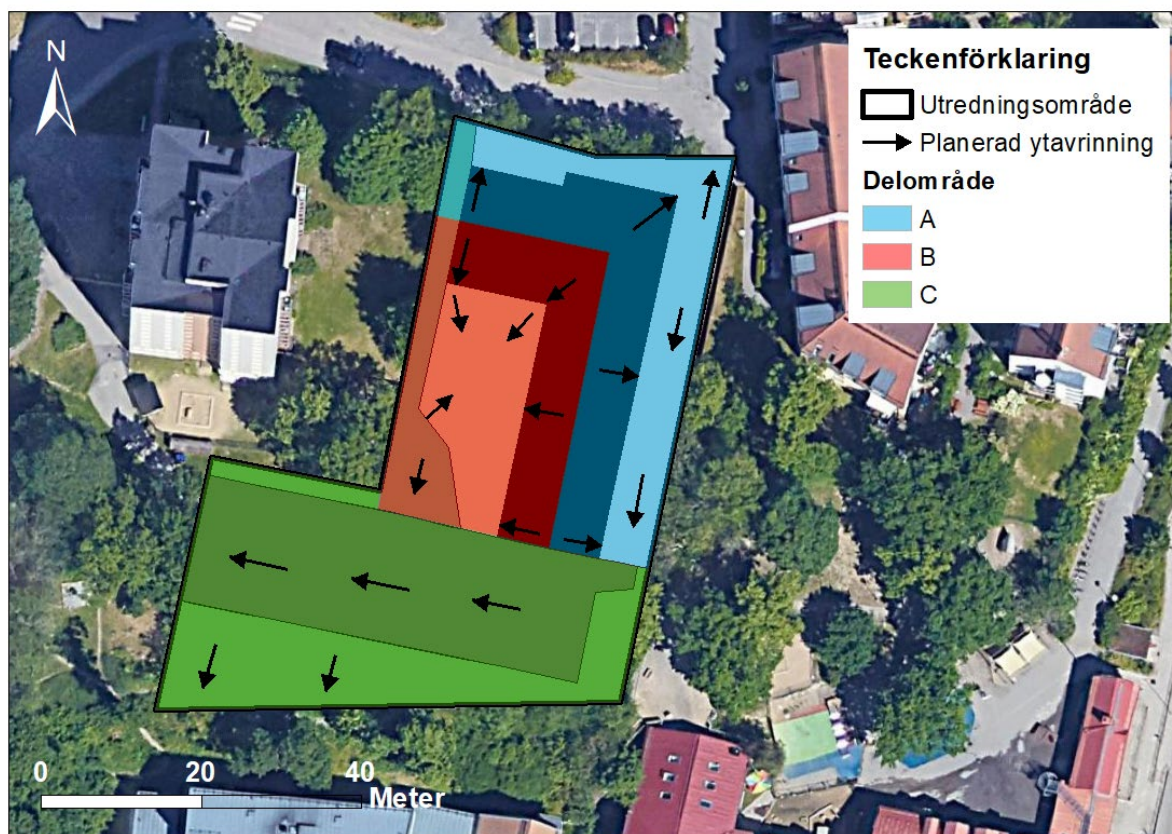 N
Teckenförklaring
Utredningsområde
Planerad ytavrinning
Delområde
A
B
C
0 20 40
Meter